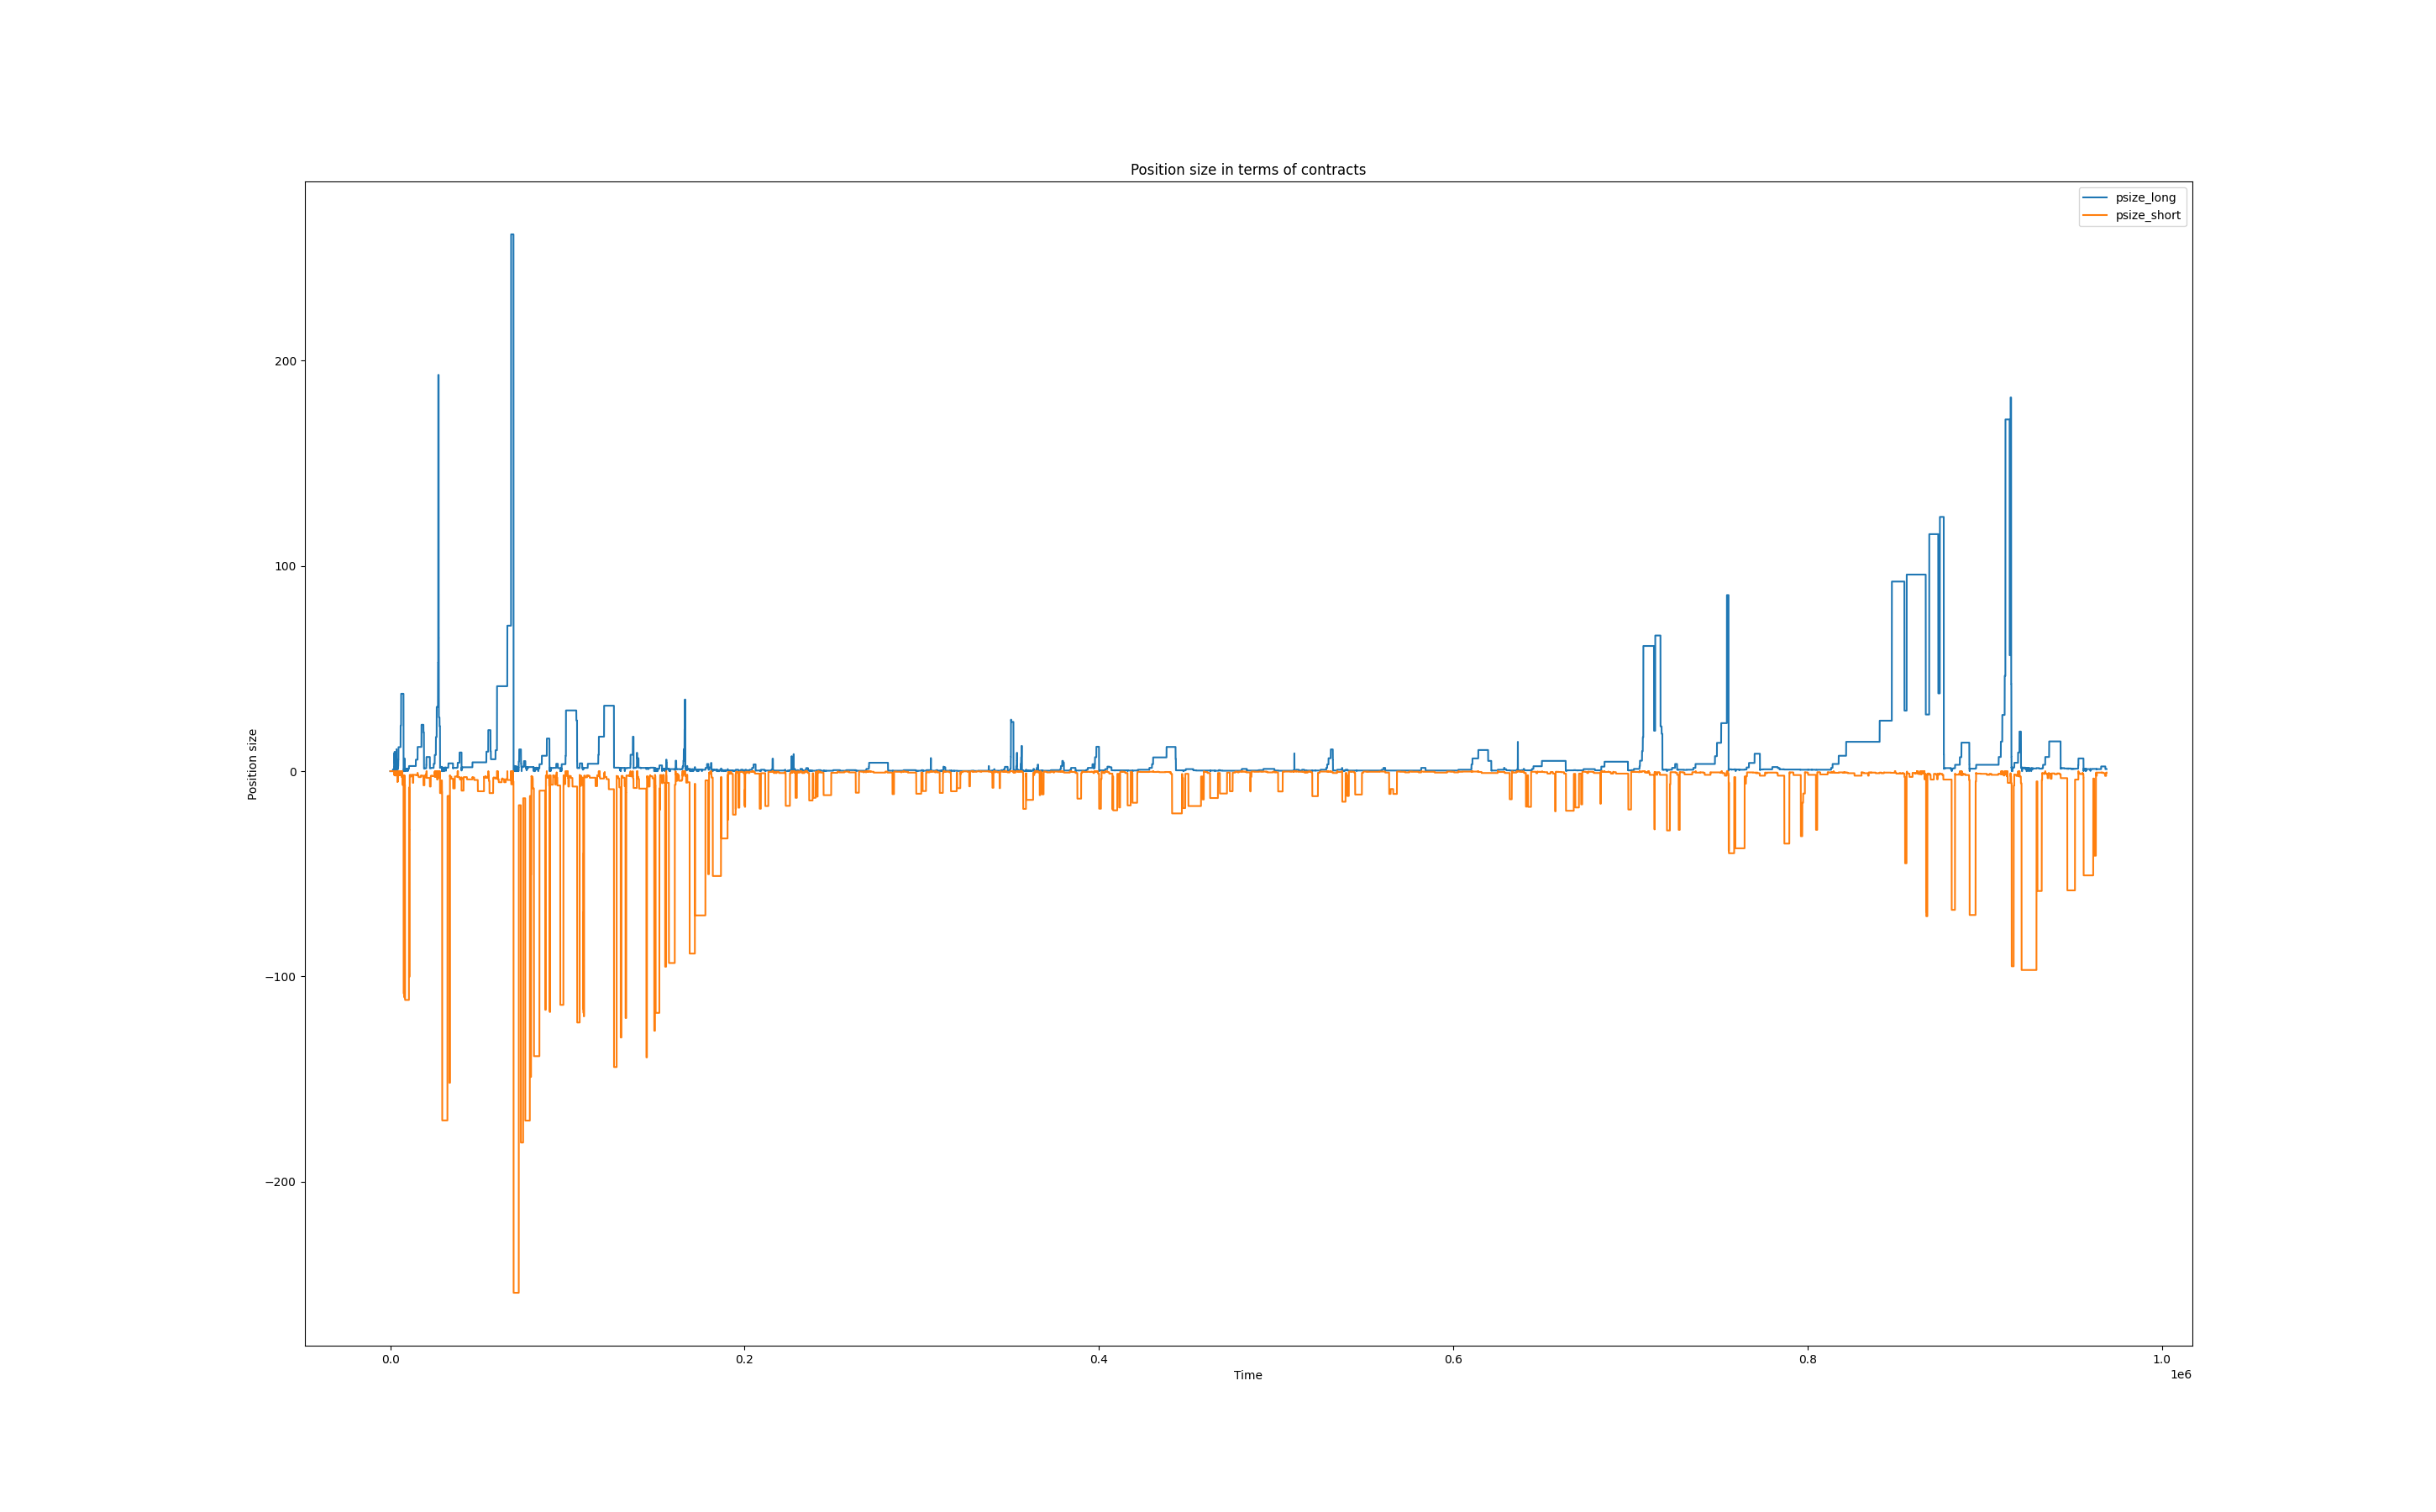 Position size in terms of contracts
psize_long
psize_short
200
100
0
−100
−200
Position size
0.0
0.2
0.4
0.6
0.8
1.0
Time
1e6